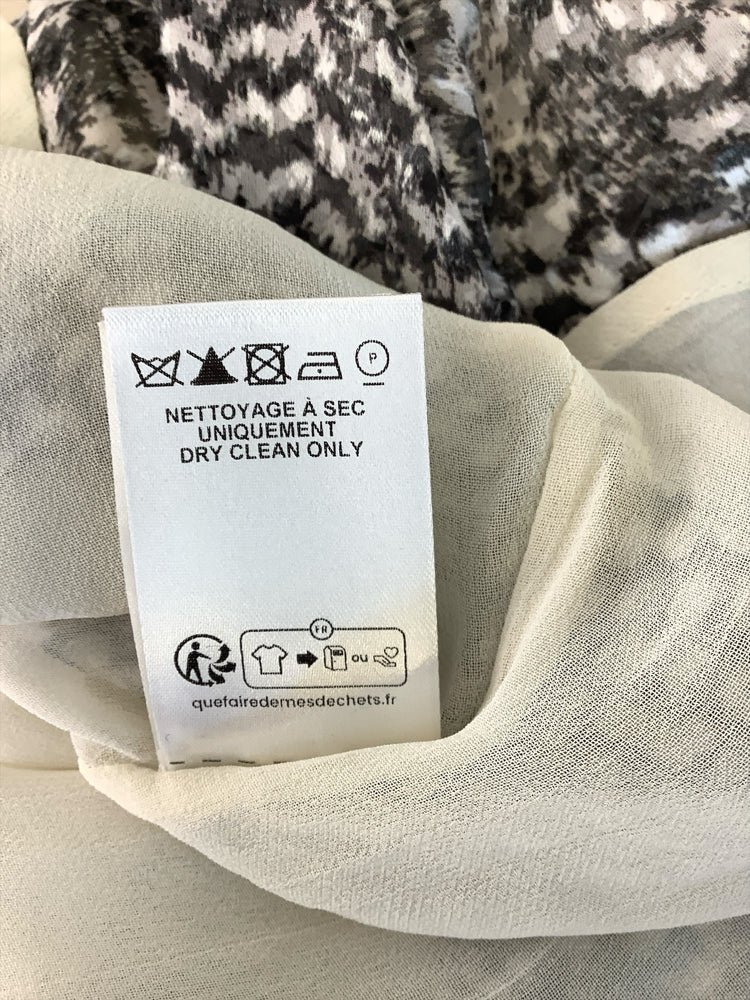 P
NETTOYAGE À SEC
UNIQUEMENT
DRY CLEAN ONLY
FR
ou
quefairedemesdechets.fr